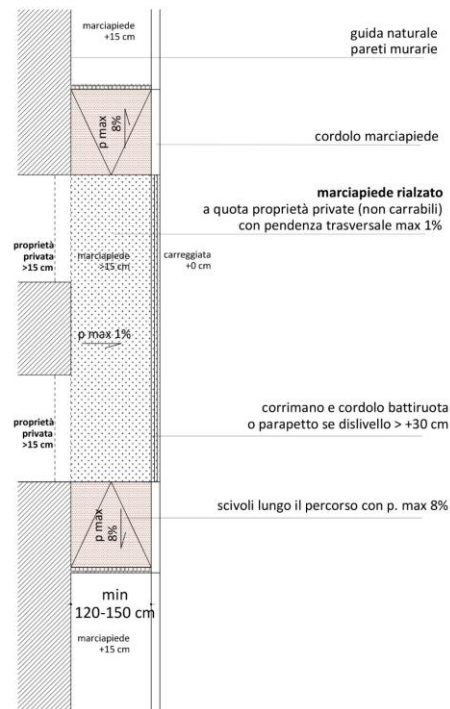 marciapiede
+15 cm
guida naturale
pareti murarie
p max
8%
cordolo marciapiede
marciapiede rialzato
a quota proprietà private (non carrabili)
con pendenza trasversale max 1%
proprietà
privata
>15 cm
marciapiede
>15 cm
carreggiata
+0 cm
p max 1%
corrimano e cordolo battiruota
o parapetto se dislivello > +30 cm
proprietà
privata
>15 cm
scivoli lungo il percorso con p. max 8%
p max
8%
min
120-150 cm
marciapiede
+15 cm